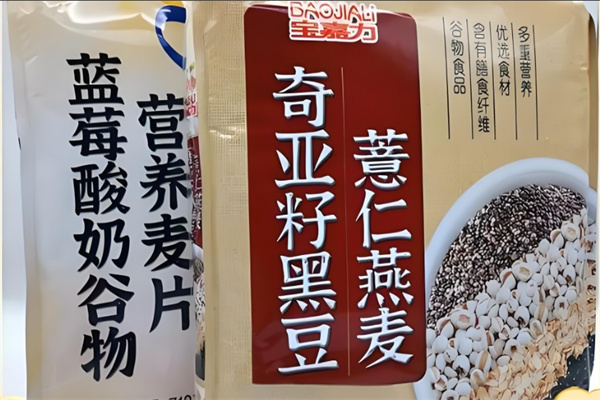 BAOJIALI
宝嘉力
奇亚籽黑豆
薏仁燕麦
多重营养
优选食材
含有膳食纤维
谷物食品
蓝莓酸奶谷物
营养麦片